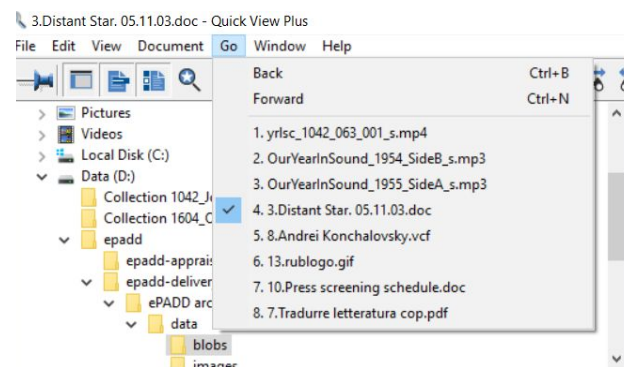 3.Distant Star. 05.11.03.doc - Quick View Plus
File Edit View Document Go Window Help
Back Ctrl+B
Forward Ctrl+N
1. yrlsc_1042_063_001_s.mp4
2. OurYearInSound_1954_SideB_s.mp3
3. OurYearInSound_1955_SideA_s.mp3
4. 3.Distant Star. 05.11.03.doc
5. 8.Andrei Konchalovsky.vcf
6. 13.rublogo.gif
7. 10.Press screening schedule.doc
8. 7.Tradurre letteratura cop.pdf
Pictures
Videos
Local Disk (C:)
Data (D:)
Collection 1042_J
Collection 1604_C
epadd
epadd-apprais
epadd-deliver
ePADD arc
data
blobs
images